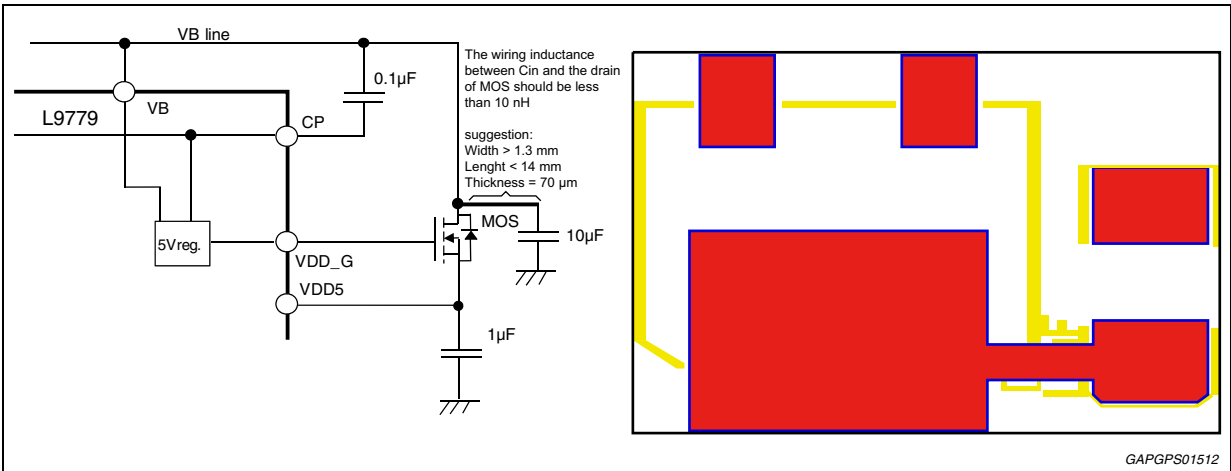 VB line
The wiring inductance
between Cin and the drain
of MOS should be less
than 10 nH
0.1µF
VB
L9779
CP
suggestion:
Width > 1.3 mm
Lenght < 14 mm
Thickness = 70 µm
MOS
5Vreg.
10µF
VDD_G
VDD5
1µF
GAPGPS01512